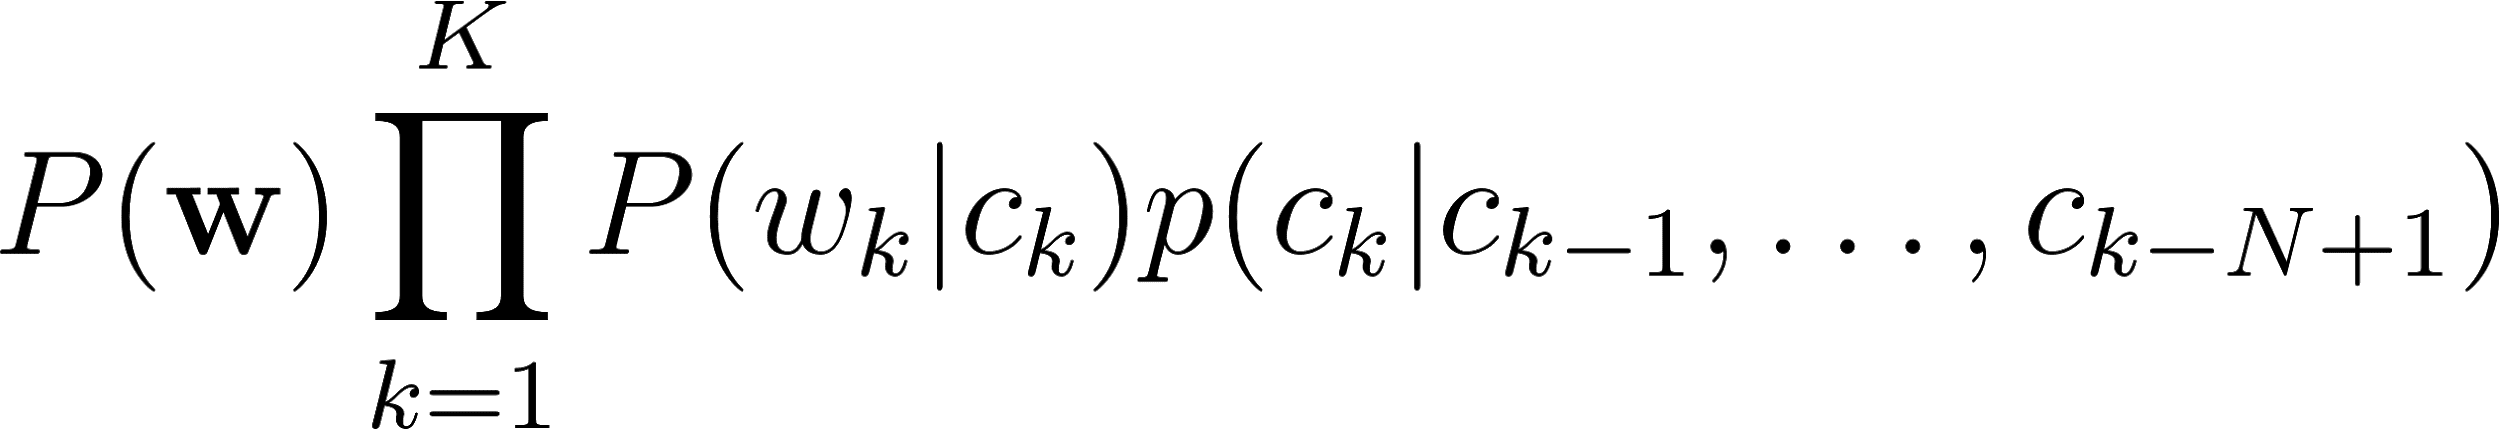 P(𝐰) ∏_{k=1}^{K} P(w_k|c_k)p(c_k|c_{k−1}, . . . , c_{k−N+1})